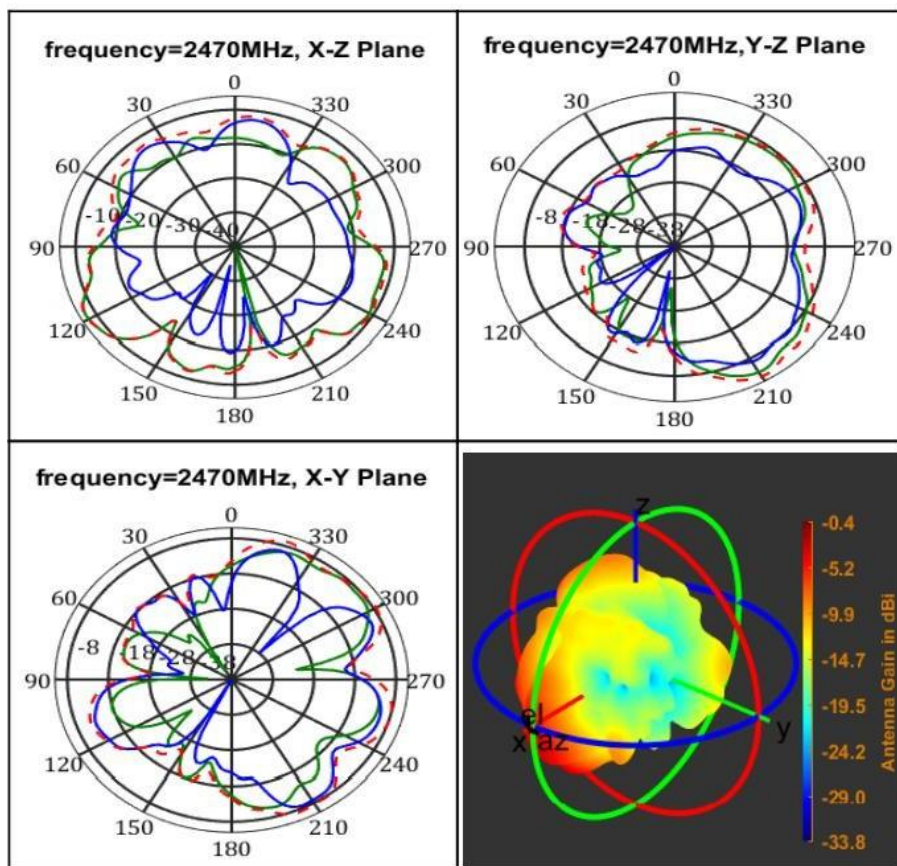 frequency=2470MHz, X-Z Plane
0
30 330
60 300
-10 -20 -30 -40
90 270
120 240
150 210
180
frequency=2470MHz,Y-Z Plane
0
30 330
60 300
-8 -18 -28 -38
90 270
120 240
150 210
180
frequency=2470MHz, X-Y Plane
0
30 330
60 300
-8 -18 -28 -38
90 270
120 240
150 210
180
z
y
el
x az
-0.4
-5.2
-9.9
-14.7
-19.5
-24.2
-29.0
-33.8
Antenna Gain in dBi